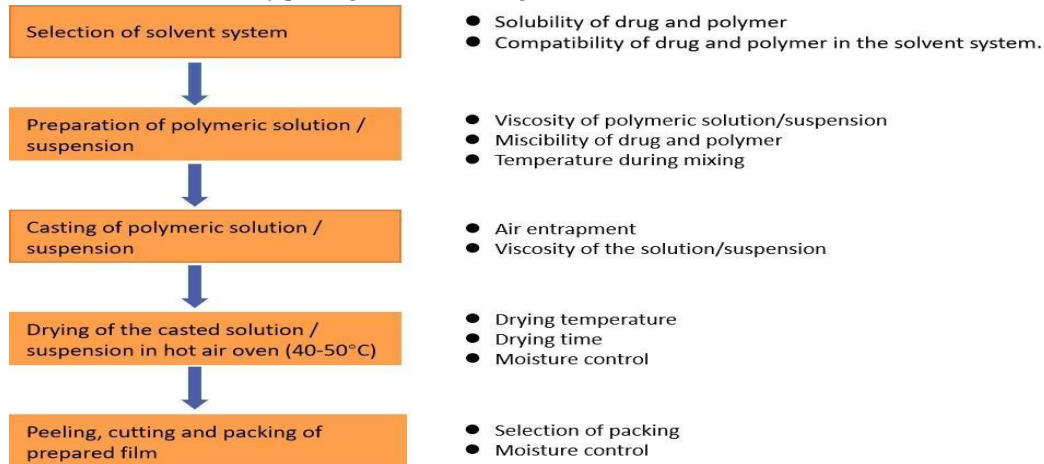 Selection of solvent system
● Solubility of drug and polymer
● Compatibility of drug and polymer in the solvent system.
Preparation of polymeric solution /
suspension
● Viscosity of polymeric solution/suspension
● Miscibility of drug and polymer
● Temperature during mixing
Casting of polymeric solution /
suspension
● Air entrapment
● Viscosity of the solution/suspension
Drying of the casted solution /
suspension in hot air oven (40-50°C)
● Drying temperature
● Drying time
● Moisture control
Peeling, cutting and packing of
prepared film
● Selection of packing
● Moisture control